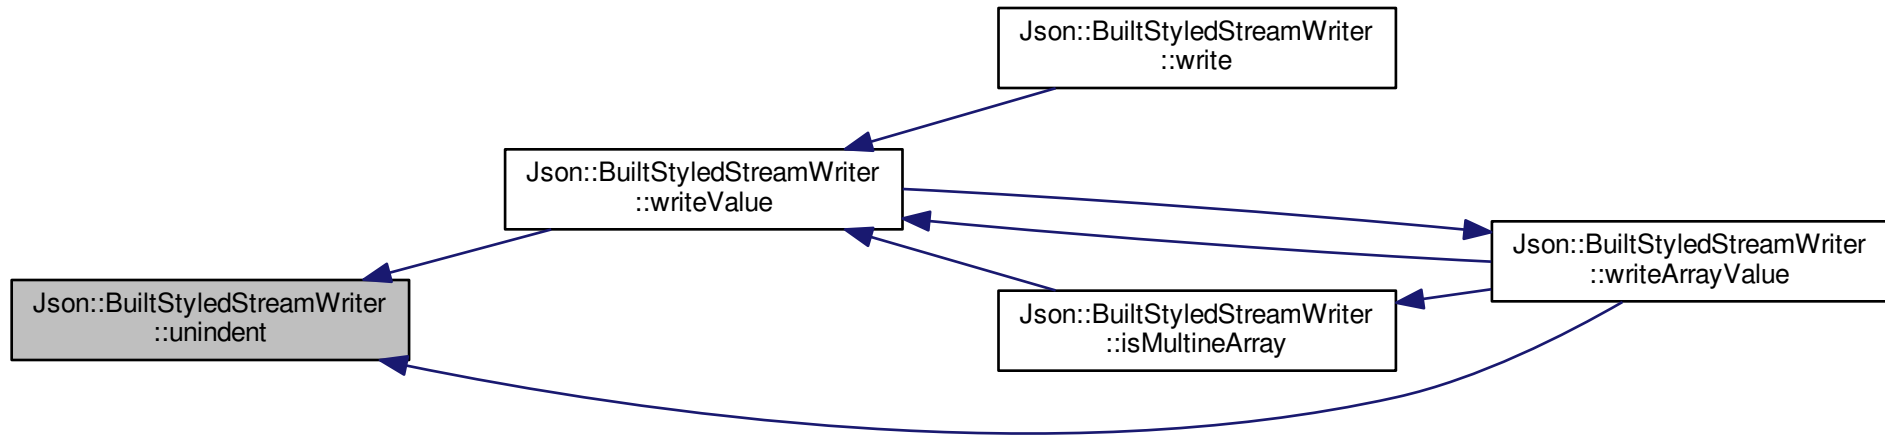 Json::BuiltStyledStreamWriter
::write
Json::BuiltStyledStreamWriter
::writeValue
Json::BuiltStyledStreamWriter
::writeArrayValue
Json::BuiltStyledStreamWriter
::unindent
Json::BuiltStyledStreamWriter
::isMultineArray